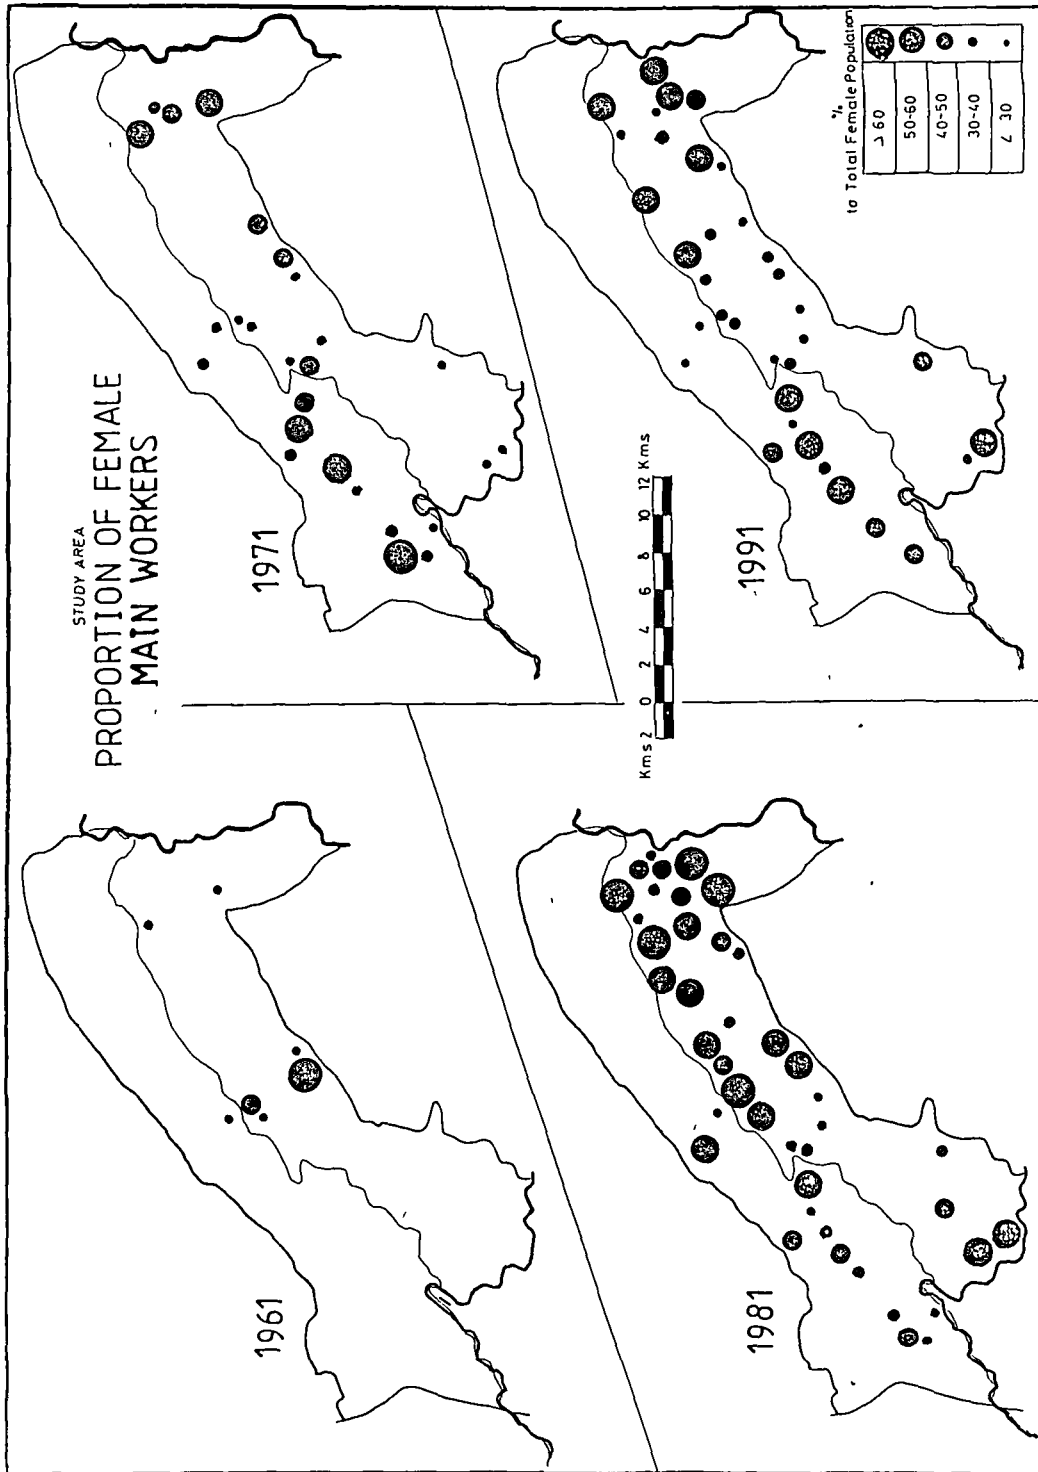 STUDY AREA
PROPORTION OF FEMALE
MAIN WORKERS
1961
1971
1981
1991
Kms 2 0 2 4 6 8 10 12 Kms
%
to Total Female Population
> 60
50-60
40-50
30-40
< 30